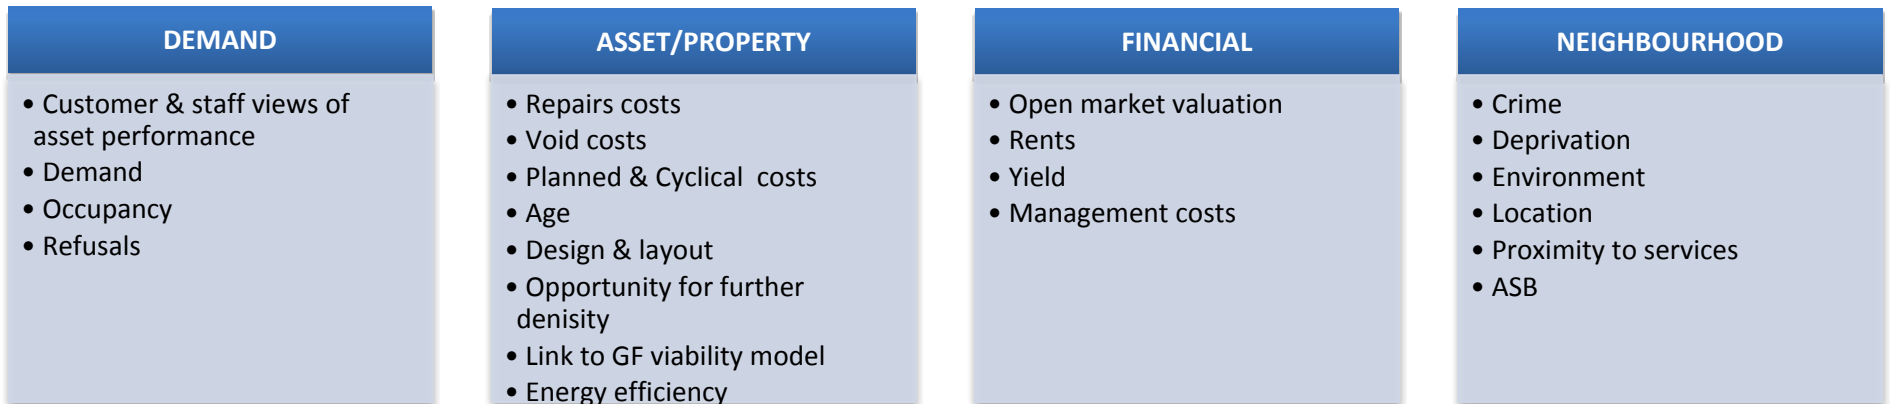 DEMAND
• Customer & staff views of
asset performance
• Demand
• Occupancy
• Refusals
ASSET/PROPERTY
• Repairs costs
• Void costs
• Planned & Cyclical  costs
• Age
• Design & layout
• Opportunity for further
denisity
• Link to GF viability model
• Energy efficiency
FINANCIAL
• Open market valuation
• Rents
• Yield
• Management costs
NEIGHBOURHOOD
• Crime
• Deprivation
• Environment
• Location
• Proximity to services
• ASB